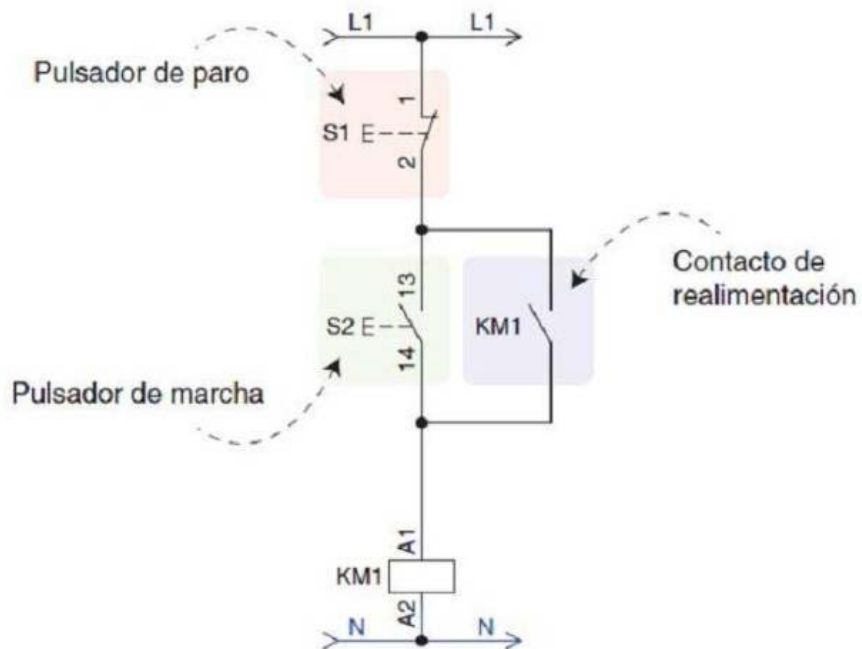 L1 L1
Pulsador de paro
1
S1
2
13
Contacto de
realimentación
S2
KM1
14
Pulsador de marcha
A1
KM1
A2
N N